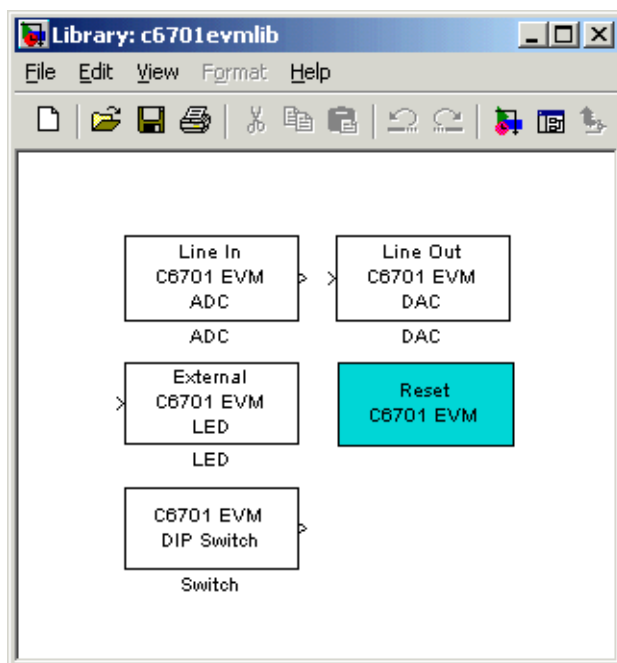 Library: c6701evmlib
File Edit View Format Help
Line In
C6701 EVM
ADC
ADC
Line Out
C6701 EVM
DAC
DAC
External
C6701 EVM
LED
LED
Reset
C6701 EVM
C6701 EVM
DIP Switch
Switch